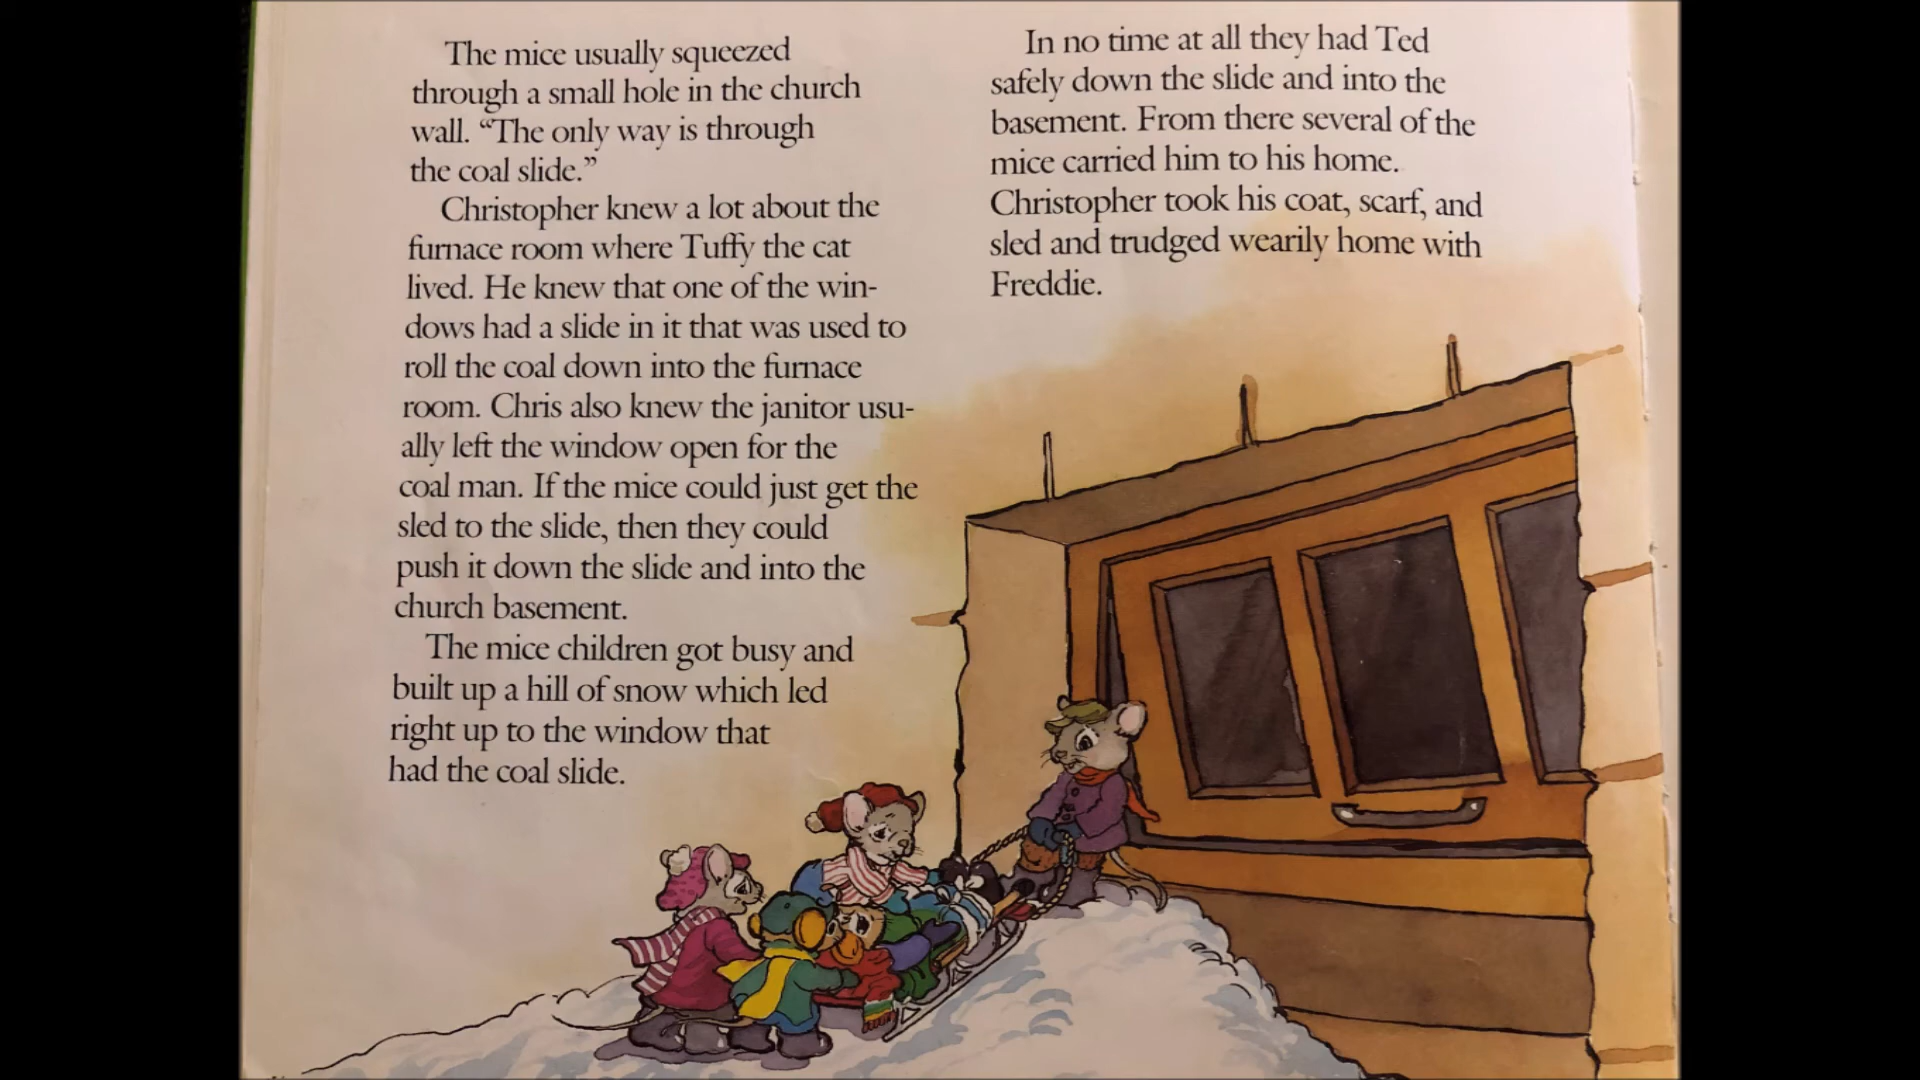 The mice usually squeezed
through a small hole in the church
wall. “The only way is through
the coal slide.”
Christopher knew a lot about the
furnace room where Tuffy the cat
lived. He knew that one of the win-
dows had a slide in it that was used to
roll the coal down into the furnace
room. Chris also knew the janitor usu-
ally left the window open for the
coal man. If the mice could just get the
sled to the slide, then they could
push it down the slide and into the
church basement.
The mice children got busy and
built up a hill of snow which led
right up to the window that
had the coal slide.
In no time at all they had Ted
safely down the slide and into the
basement. From there several of the
mice carried him to his home.
Christopher took his coat, scarf, and
sled and trudged wearily home with
Freddie.